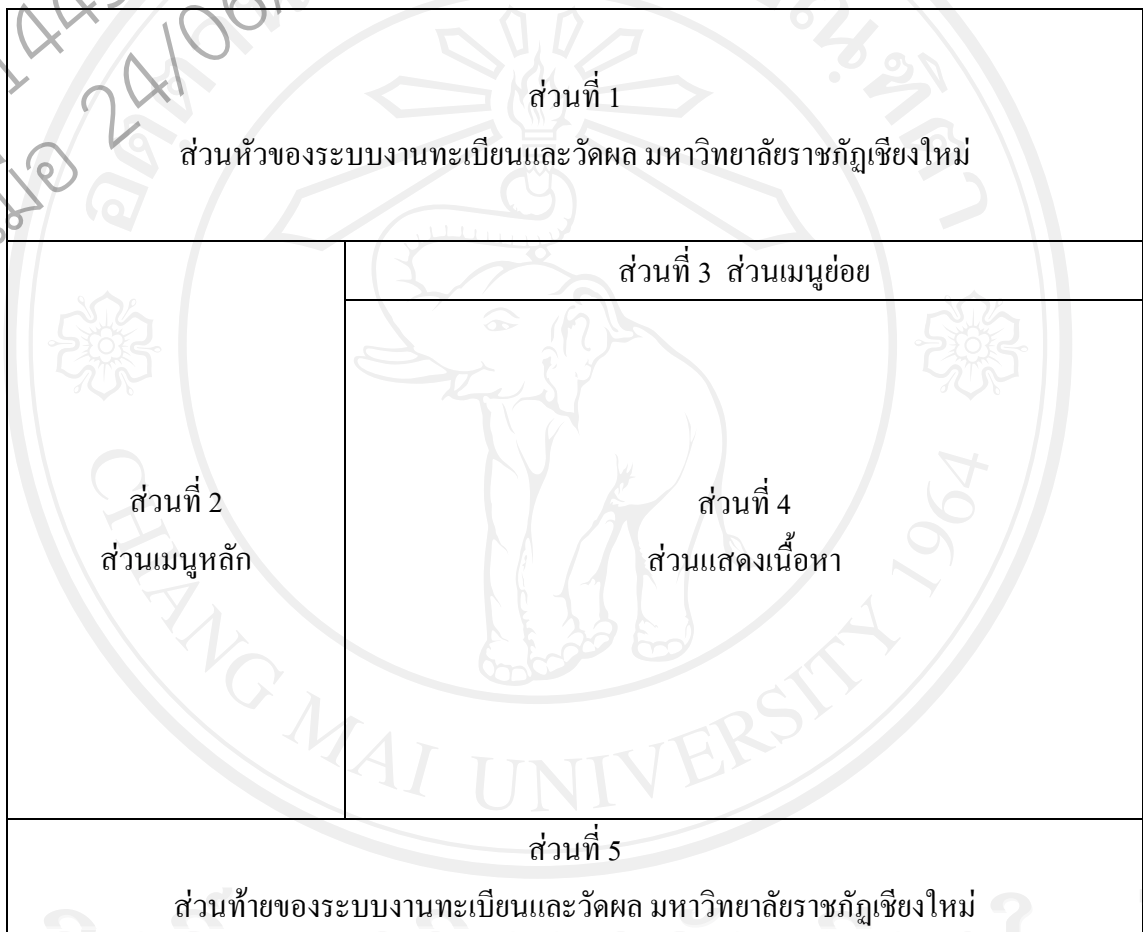 ส่วนที่ 1
ส่วนหัวของระบบงานทะเบียนและวัดผล มหาวิทยาลัยราชภัฏเชียงใหม่
ส่วนที่ 3 ส่วนเมนูย่อย
ส่วนที่ 2
ส่วนเมนูหลัก
ส่วนที่ 4
ส่วนแสดงเนื้อหา
CHIANG MAI UNIVERSITY 1964
ส่วนที่ 5
ส่วนท้ายของระบบงานทะเบียนและวัดผล มหาวิทยาลัยราชภัฏเชียงใหม่